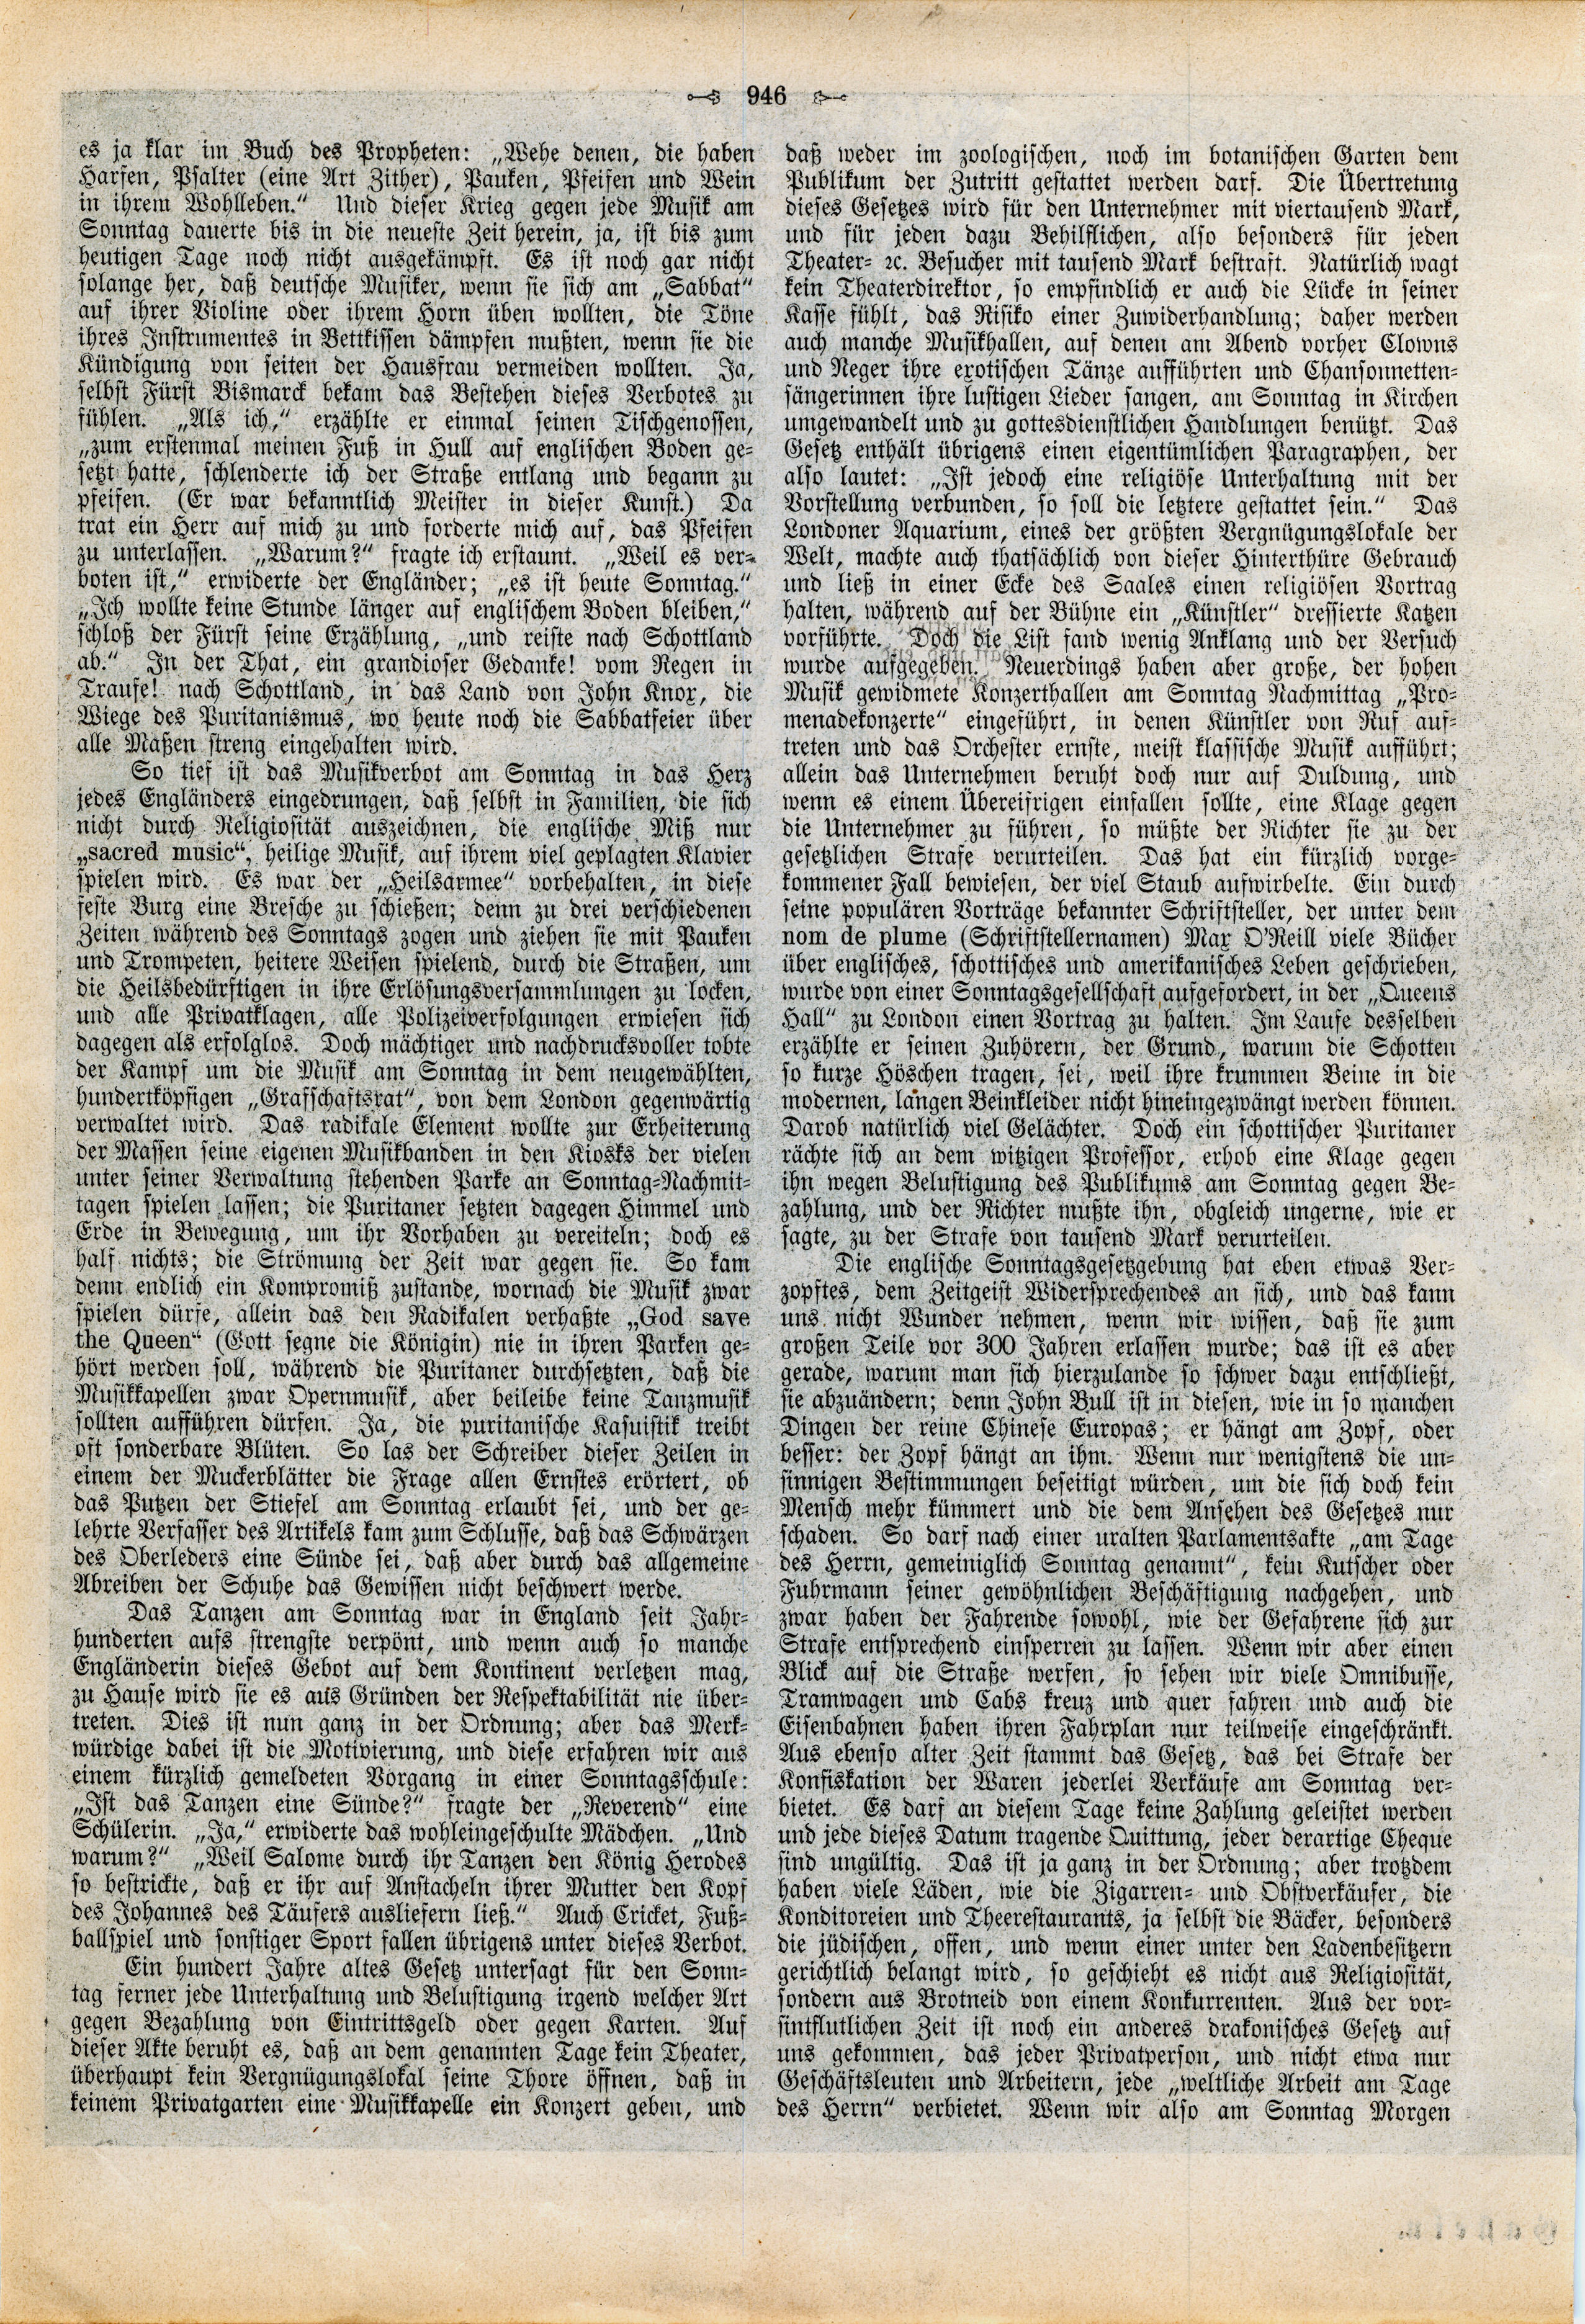 946
es ja klar im Buch des Propheten: „Wehe denen, die haben
Harfen, Psalter (eine Art Zither), Pauken, Pfeifen und Wein
in ihrem Wohlleben.“ Und dieser Krieg gegen jede Musik am
Sonntag dauerte bis in die neueste Zeit herein, ja, ist bis zum
heutigen Tage noch nicht ausgekämpft. Es ist noch gar nicht
solange her, daß deutsche Musiker, wenn sie sich am „Sabbat“
auf ihrer Violine oder ihrem Horn üben wollten, die Töne
ihres Instrumentes in Bettkissen dämpfen mußten, wenn sie die
Kündigung von seiten der Hausfrau vermeiden wollten. Ja,
selbst Fürst Bismarck bekam das Bestehen dieses Verbotes zu
fühlen. „Als ich,“ erzählte er einmal seinen Tischgenossen,
„zum erstenmal meinen Fuß in Hull auf englischen Boden ge-
setzt hatte, schlenderte ich der Straße entlang und begann zu
pfeifen. (Er war bekanntlich Meister in dieser Kunst.) Da
trat ein Herr auf mich zu und forderte mich auf, das Pfeifen
zu unterlassen. „Warum?“ fragte ich erstaunt. „Weil es ver-
boten ist,“ erwiderte der Engländer; „es ist heute Sonntag.“
„Ich wollte keine Stunde länger auf englischem Boden bleiben,“
schloß der Fürst seine Erzählung, „und reiste nach Schottland
ab.“ In der That, ein grandioser Gedanke! vom Regen in
Traufe! nach Schottland, in das Land von John Knox, die
Wiege des Puritanismus, wo heute noch die Sabbatfeier über
alle Maßen streng eingehalten wird.
So tief ist das Musikverbot am Sonntag in das Herz
jedes Engländers eingedrungen, daß selbst in Familien, die sich
nicht durch Religiosität auszeichnen, die englische Miß nur
„sacred music“, heilige Musik, auf ihrem viel geplagten Klavier
spielen wird. Es war der „Heilsarmee“ vorbehalten, in diese
feste Burg eine Bresche zu schießen; denn zu drei verschiedenen
Zeiten während des Sonntags zogen und ziehen sie mit Pauken
und Trompeten, heitere Weisen spielend, durch die Straßen, um
die Heilsbedürftigen in ihre Erlösungsversammlungen zu locken,
und alle Privatklagen, alle Polizeiverfolgungen erwiesen sich
dagegen als erfolglos. Doch mächtiger und nachdrucksvoller tobte
der Kampf um die Musik am Sonntag in dem neugewählten,
hundertköpfigen „Grafschaftsrat“, von dem London gegenwärtig
verwaltet wird. Das radikale Element wollte zur Erheiterung
der Massen seine eigenen Musikbanden in den Kiosks der vielen
unter seiner Verwaltung stehenden Parke an Sonntag-Nachmit-
tagen spielen lassen; die Puritaner setzten dagegen Himmel und
Erde in Bewegung, um ihr Vorhaben zu vereiteln; doch es
half nichts; die Strömung der Zeit war gegen sie. So kam
denn endlich ein Kompromiß zustande, wornach die Musik zwar
spielen dürfe, allein das den Radikalen verhaßte „God save
the Queen“ (Gott segne die Königin) nie in ihren Parken ge-
hört werden soll, während die Puritaner durchsetzten, daß die
Musikkapellen zwar Opernmusik, aber beileibe keine Tanzmusik
sollten aufführen dürfen. Ja, die puritanische Kasuistik treibt
oft sonderbare Blüten. So las der Schreiber dieser Zeilen in
einem der Muckerblätter die Frage allen Ernstes erörtert, ob
das Putzen der Stiefel am Sonntag erlaubt sei, und der ge-
lehrte Verfasser des Artikels kam zum Schlusse, daß das Schwärzen
des Oberleders eine Sünde sei, daß aber durch das allgemeine
Abreiben der Schuhe das Gewissen nicht beschwert werde.
Das Tanzen am Sonntag war in England seit Jahr-
hunderten aufs strengste verpönt, und wenn auch so manche
Engländerin dieses Gebot auf dem Kontinent verletzen mag,
zu Hause wird sie es aus Gründen der Respektabilität nie über-
treten. Dies ist nun ganz in der Ordnung; aber das Merk-
würdige dabei ist die Motivierung, und diese erfahren wir aus
einem kürzlich gemeldeten Vorgang in einer Sonntagsschule:
„Ist das Tanzen eine Sünde?“ fragte der „Reverend“ eine
Schülerin. „Ja,“ erwiderte das wohleingeschulte Mädchen. „Und
warum?“ „Weil Salome durch ihr Tanzen den König Herodes
so bestrickte, daß er ihr auf Anstacheln ihrer Mutter den Kopf
des Johannes des Täufers ausliefern ließ.“ Auch Cricket, Fuß-
ballspiel und sonstiger Sport fallen übrigens unter dieses Verbot.
Ein hundert Jahre altes Gesetz untersagt für den Sonn-
tag ferner jede Unterhaltung und Belustigung irgend welcher Art
gegen Bezahlung von Eintrittsgeld oder gegen Karten. Auf
dieser Akte beruht es, daß an dem genannten Tage kein Theater,
überhaupt kein Vergnügungslokal seine Thore öffnen, daß in
keinem Privatgarten eine Musikkapelle ein Konzert geben, und
daß weder im zoologischen, noch im botanischen Garten dem
Publikum der Zutritt gestattet werden darf. Die Übertretung
dieses Gesetzes wird für den Unternehmer mit viertausend Mark,
und für jeden dazu Behilflichen, also besonders für jeden
Theater- ꝛc. Besucher mit tausend Mark bestraft. Natürlich wagt
kein Theaterdirektor, so empfindlich er auch die Lücke in seiner
Kasse fühlt, das Risiko einer Zuwiderhandlung; daher werden
auch manche Musikhallen, auf denen am Abend vorher Clowns
und Neger ihre exotischen Tänze aufführten und Chansonnetten-
sängerinnen ihre lustigen Lieder sangen, am Sonntag in Kirchen
umgewandelt und zu gottesdienstlichen Handlungen benützt. Das
Gesetz enthält übrigens einen eigentümlichen Paragraphen, der
also lautet: „Ist jedoch eine religiöse Unterhaltung mit der
Vorstellung verbunden, so soll die letztere gestattet sein.“ Das
Londoner Aquarium, eines der größten Vergnügungslokale der
Welt, machte auch thatsächlich von dieser Hinterthüre Gebrauch
und ließ in einer Ecke des Saales einen religiösen Vortrag
halten, während auf der Bühne ein „Künstler“ dressierte Katzen
vorführte. Doch die List fand wenig Anklang und der Versuch
wurde aufgegeben. Neuerdings haben aber große, der hohen
Musik gewidmete Konzerthallen am Sonntag Nachmittag „Pro-
menadekonzerte“ eingeführt, in denen Künstler von Ruf auf-
treten und das Orchester ernste, meist klassische Musik aufführt;
allein das Unternehmen beruht doch nur auf Duldung, und
wenn es einem Übereifrigen einfallen sollte, eine Klage gegen
die Unternehmer zu führen, so müßte der Richter sie zu der
gesetzlichen Strafe verurteilen. Das hat ein kürzlich vorge-
kommener Fall bewiesen, der viel Staub aufwirbelte. Ein durch
seine populären Vorträge bekannter Schriftsteller, der unter dem
nom de plume (Schriftstellernamen) Max O'Reill viele Bücher
über englisches, schottisches und amerikanisches Leben geschrieben,
wurde von einer Sonntagsgesellschaft aufgefordert, in der „Queens
Hall“ zu London einen Vortrag zu halten. Im Laufe desselben
erzählte er seinen Zuhörern, der Grund, warum die Schotten
so kurze Höschen tragen, sei, weil ihre krummen Beine in die
modernen, langen Beinkleider nicht hineingezwängt werden können.
Darob natürlich viel Gelächter. Doch ein schottischer Puritaner
rächte sich an dem witzigen Professor, erhob eine Klage gegen
ihn wegen Belustigung des Publikums am Sonntag gegen Be-
zahlung, und der Richter mußte ihn, obgleich ungerne, wie er
sagte, zu der Strafe von tausend Mark verurteilen.
Die englische Sonntagsgesetzgebung hat eben etwas Ver-
zopftes, dem Zeitgeist Widersprechendes an sich, und das kann
uns nicht Wunder nehmen, wenn wir wissen, daß sie zum
großen Teile vor 300 Jahren erlassen wurde; das ist es aber
gerade, warum man sich hierzulande so schwer dazu entschließt,
sie abzuändern; denn John Bull ist in diesen, wie in so manchen
Dingen der reine Chinese Europas; er hängt am Zopf, oder
besser: der Zopf hängt an ihm. Wenn nur wenigstens die un-
sinnigen Bestimmungen beseitigt würden, um die sich doch kein
Mensch mehr kümmert und die dem Ansehen des Gesetzes nur
schaden. So darf nach einer uralten Parlamentsakte „am Tage
des Herrn, gemeiniglich Sonntag genannt“, kein Kutscher oder
Fuhrmann seiner gewöhnlichen Beschäftigung nachgehen, und
zwar haben der Fahrende sowohl, wie der Gefahrene sich zur
Strafe entsprechend einsperren zu lassen. Wenn wir aber einen
Blick auf die Straße werfen, so sehen wir viele Omnibusse,
Tramwagen und Cabs kreuz und quer fahren und auch die
Eisenbahnen haben ihren Fahrplan nur teilweise eingeschränkt.
Aus ebenso alter Zeit stammt das Gesetz, das bei Strafe der
Konfiskation der Waren jederlei Verkäufe am Sonntag ver-
bietet. Es darf an diesem Tage keine Zahlung geleistet werden
und jede dieses Datum tragende Quittung, jeder derartige Cheque
sind ungültig. Das ist ja ganz in der Ordnung; aber trotzdem
haben viele Läden, wie die Zigarren- und Obstverkäufer, die
Konditoreien und Theerestaurants, ja selbst die Bäcker, besonders
die jüdischen, offen, und wenn einer unter den Ladenbesitzern
gerichtlich belangt wird, so geschieht es nicht aus Religiosität,
sondern aus Brotneid von einem Konkurrenten. Aus der vor-
sintflutlichen Zeit ist noch ein anderes drakonisches Gesetz auf
uns gekommen, das jeder Privatperson, und nicht etwa nur
Geschäftsleuten und Arbeitern, jede „weltliche Arbeit am Tage
des Herrn“ verbietet. Wenn wir also am Sonntag Morgen